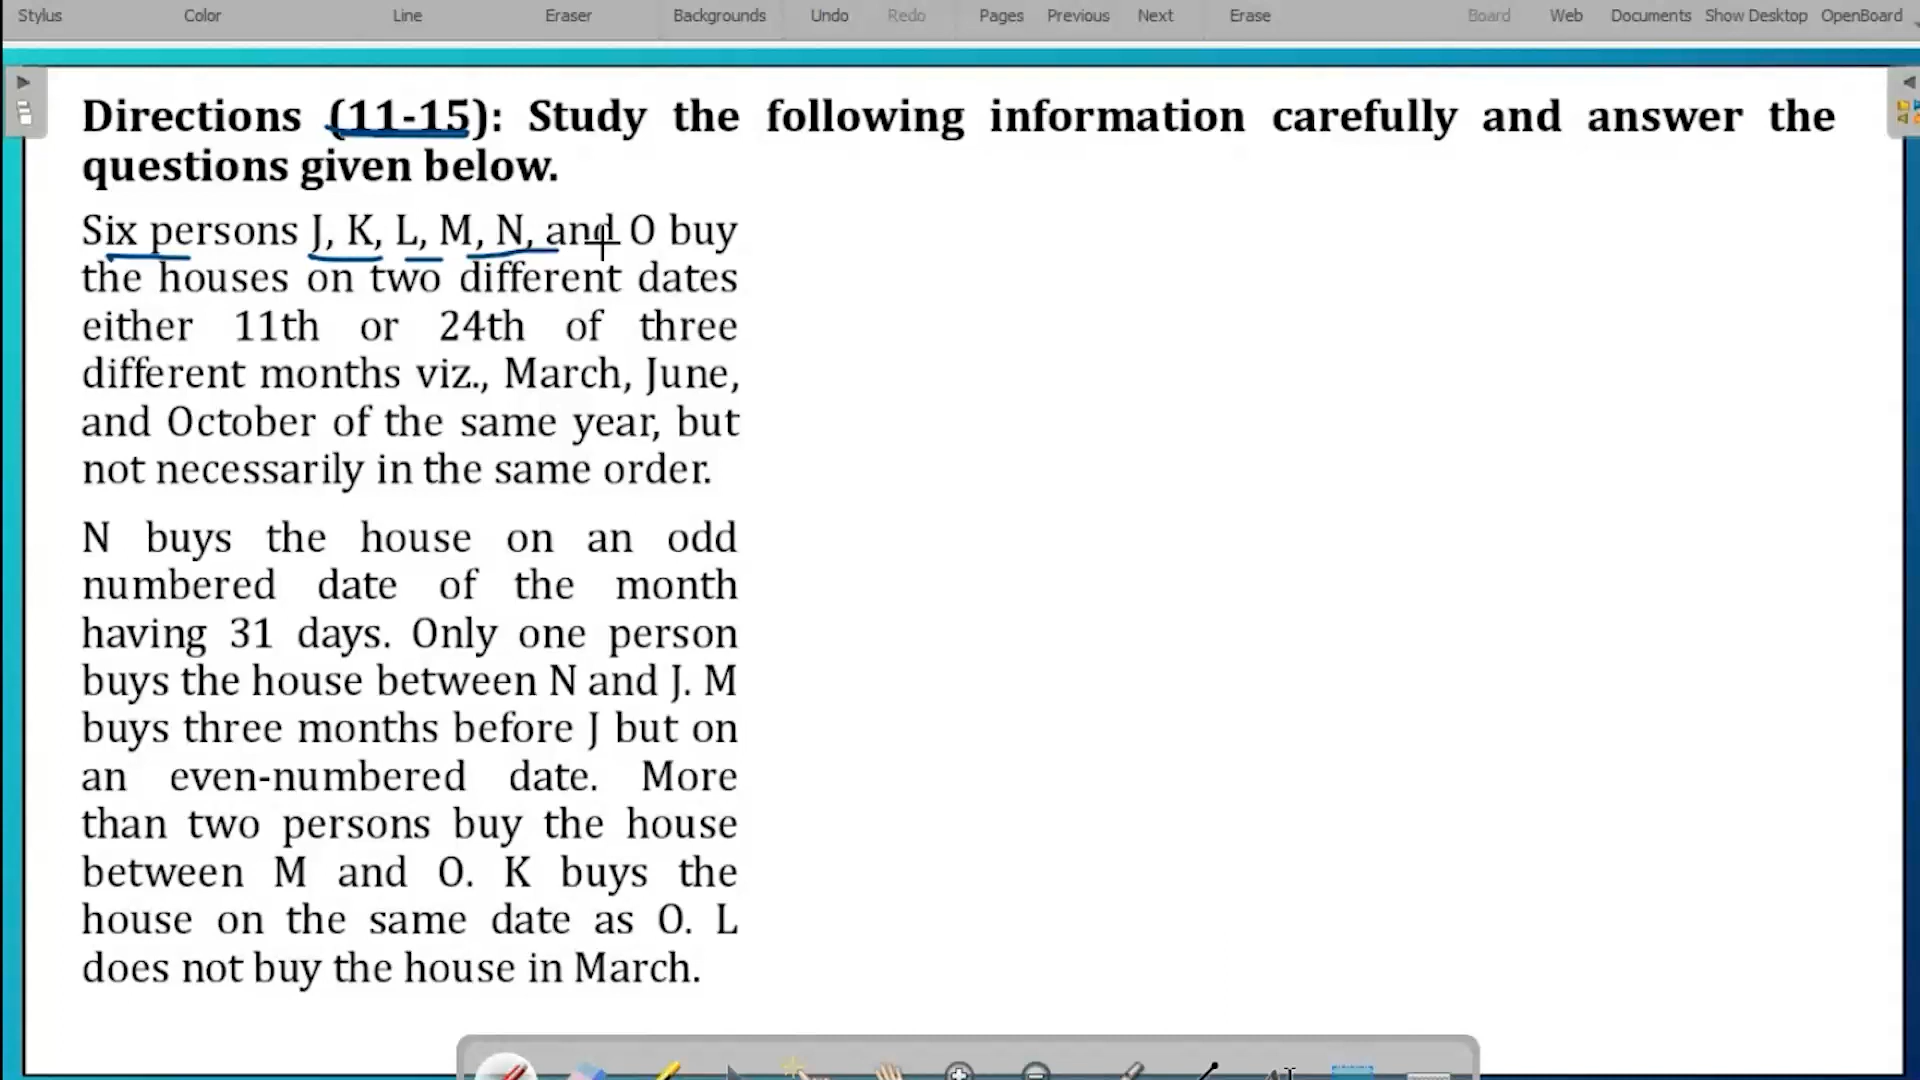 Stylus Color Line Eraser Backgrounds Undo Redo Pages Previous Next Erase Board Web Documents Show Desktop OpenBoard
Directions (11-15): Study the following information carefully and answer the
questions given below.
Six persons J, K, L, M, N, and O buy
the houses on two different dates
either 11th or 24th of three
different months viz., March, June,
and October of the same year, but
not necessarily in the same order.
N buys the house on an odd
numbered date of the month
having 31 days. Only one person
buys the house between N and J. M
buys three months before J but on
an even-numbered date. More
than two persons buy the house
between M and O. K buys the
house on the same date as O. L
does not buy the house in March.